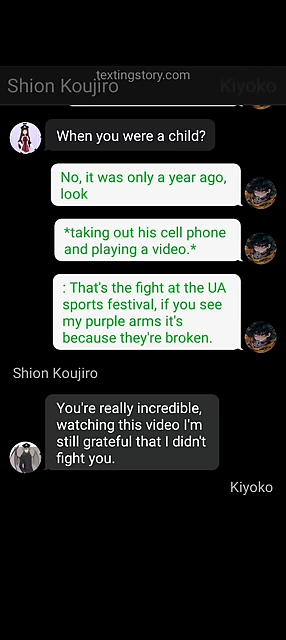 textingstory.com
Shion Koujiro
Kiyoko
When you were a child?
No, it was only a year ago,
look
*taking out his cell phone
and playing a video.*
: That's the fight at the UA
sports festival, if you see
my purple arms it's
because they're broken.
Shion Koujiro
You're really incredible,
watching this video I'm
still grateful that I didn't
fight you.
Kiyoko